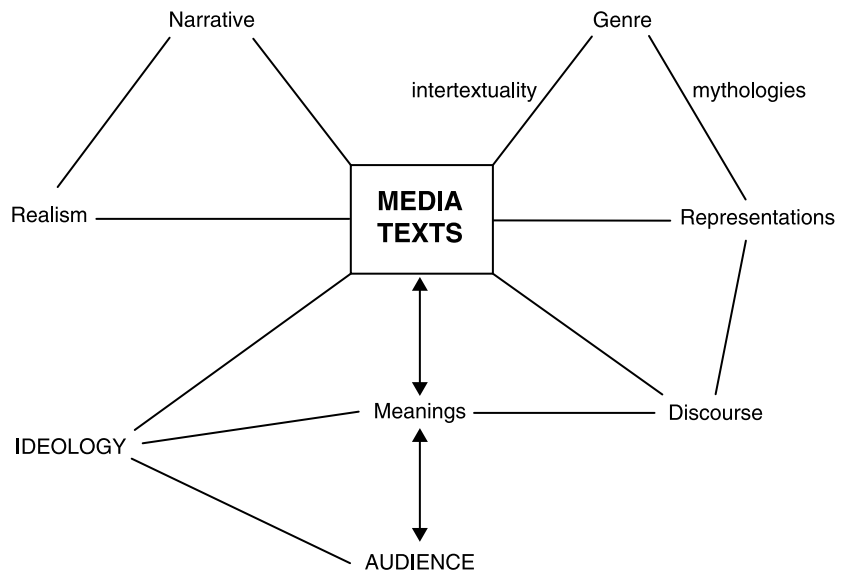 Narrative
Genre
intertextuality
mythologies
MEDIA
TEXTS
Realism
Representations
Meanings
Discourse
IDEOLOGY
AUDIENCE